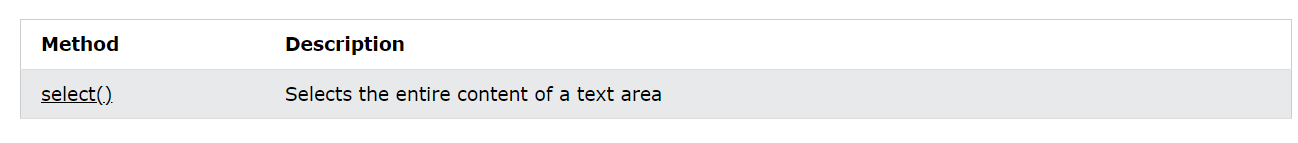 Method Description
select() Selects the entire content of a text area